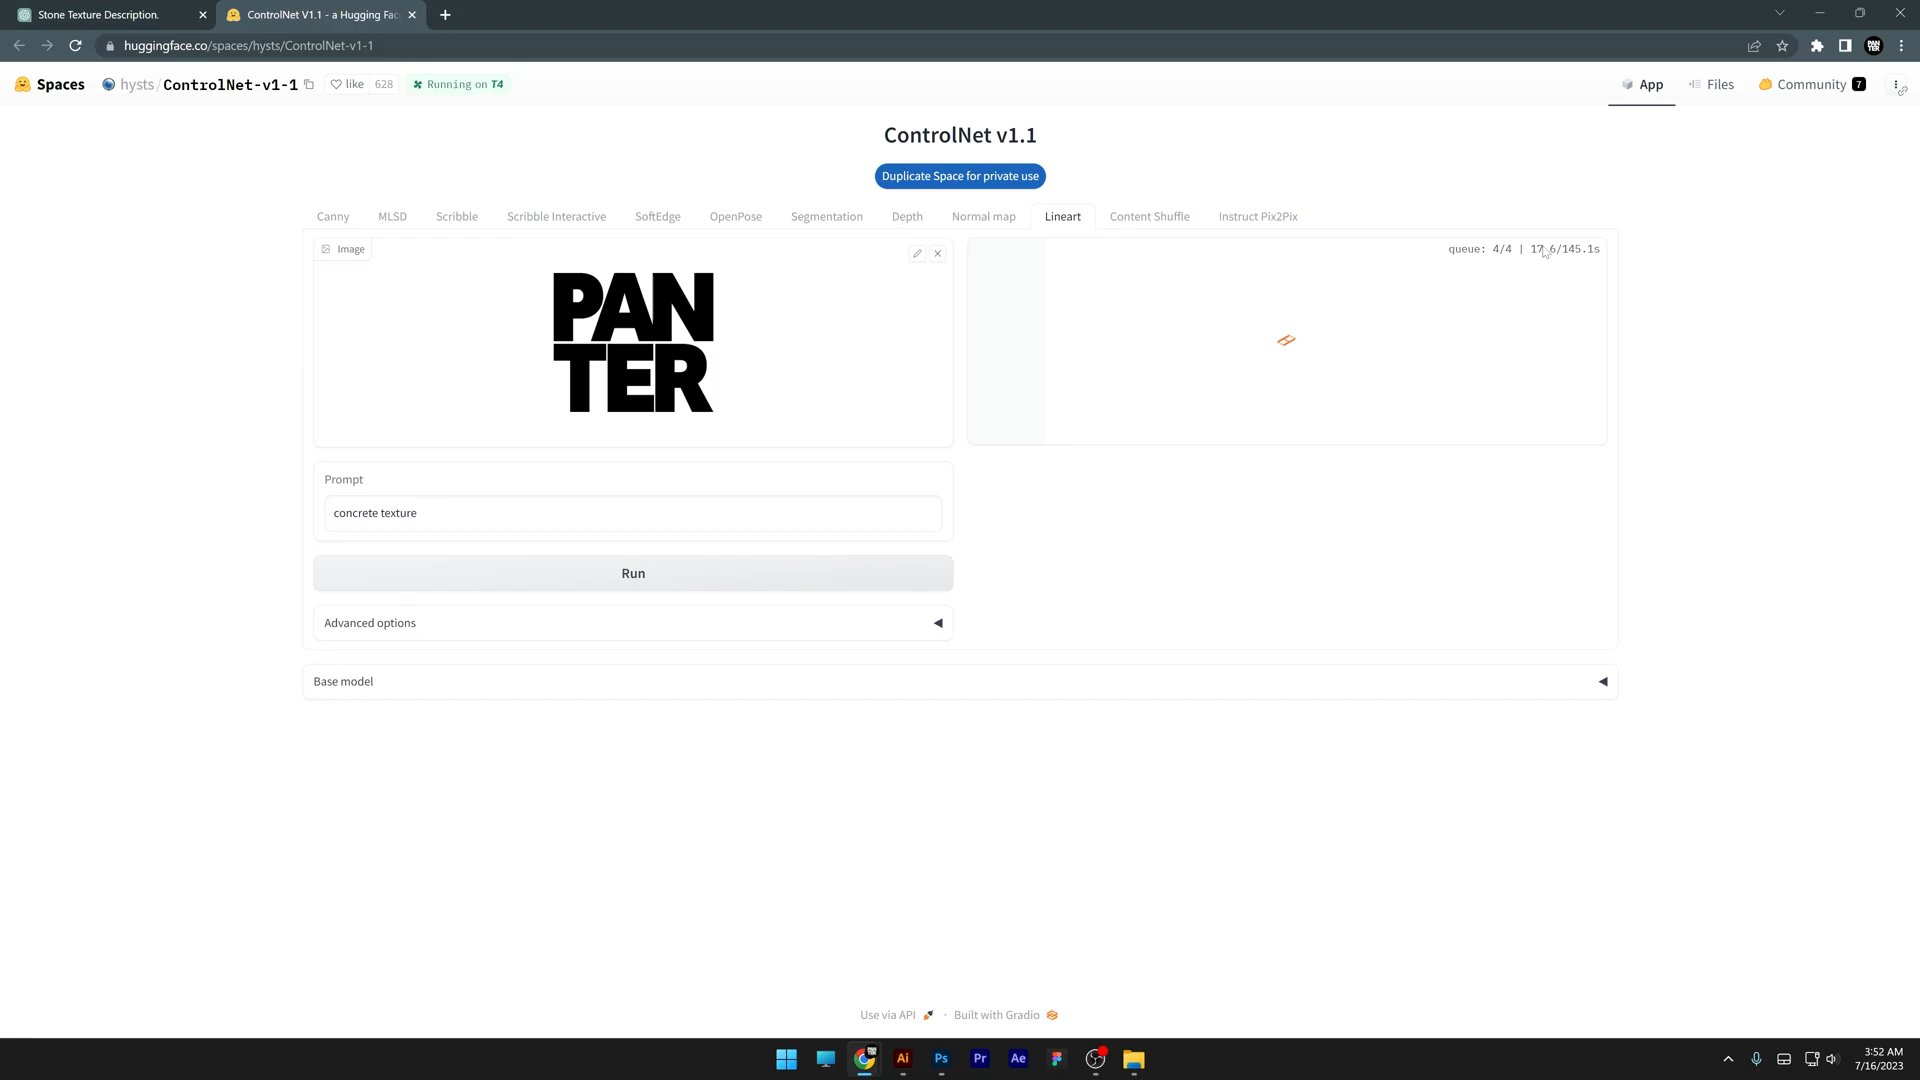 Stone Texture Description.
ControlNet V1.1 - a Hugging Fac
huggingface.co/spaces/hysts/ControlNet-v1-1
Spaces hysts/ControlNet-v1-1 like 628 Running on T4
App Files Community 7
ControlNet v1.1
Duplicate Space for private use
Canny MLSD Scribble Scribble Interactive SoftEdge OpenPose Segmentation Depth Normal map Lineart Content Shuffle Instruct Pix2Pix
Image
queue: 4/4 | 17.6/145.1s
PAN
TER
Prompt
concrete texture
Run
Advanced options
Base model
Use via API · Built with Gradio
Ai Ps Pr Ae
3:52 AM
7/16/2023